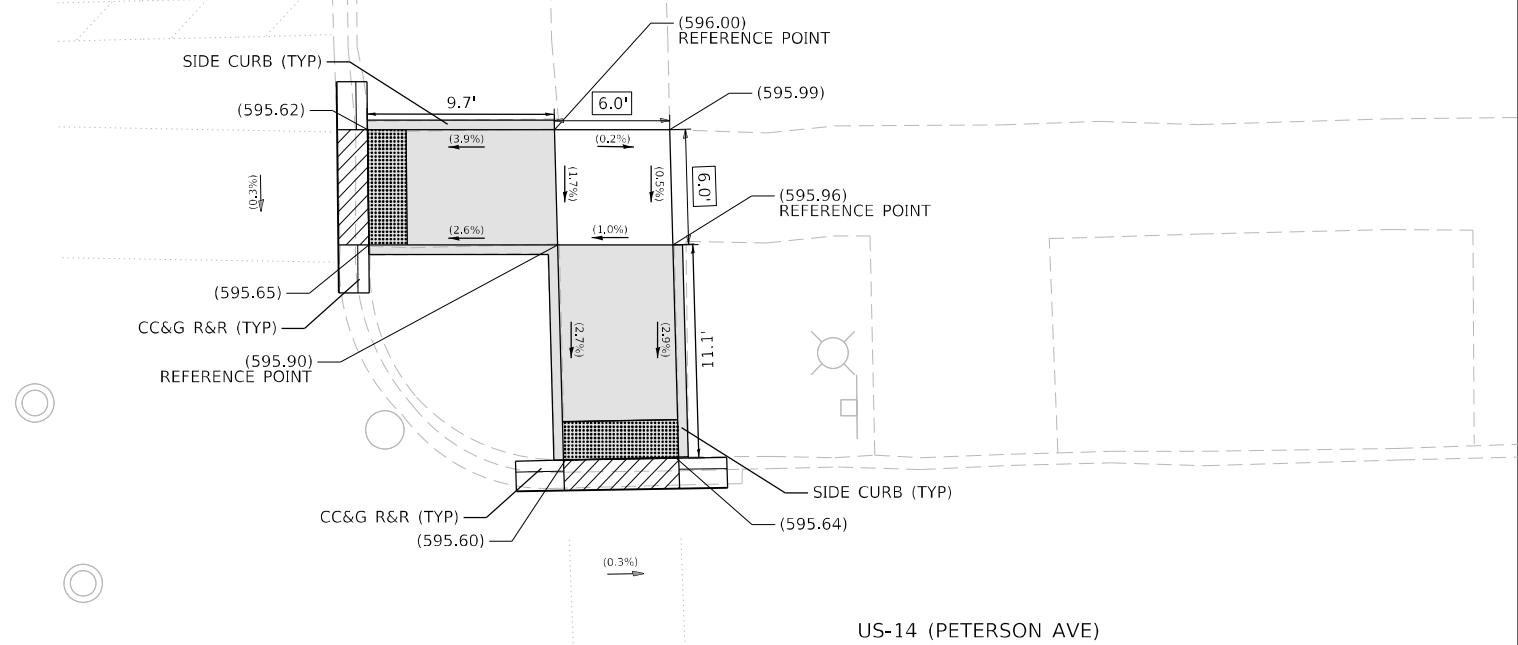 (596.00)
REFERENCE POINT
SIDE CURB (TYP)
(595.62)
9.7'
6.0'
(595.99)
(3.9%)
(0.2%)
(1.7%)
(0.5%)
6.0'
(0.3%)
(595.96)
REFERENCE POINT
(2.6%)
(1.0%)
(595.65)
CC&G R&R (TYP)
(595.90)
REFERENCE POINT
(2.7%)
(2.9%)
11.1'
SIDE CURB (TYP)
CC&G R&R (TYP)
(595.64)
(595.60)
(0.3%)
US-14 (PETERSON AVE)